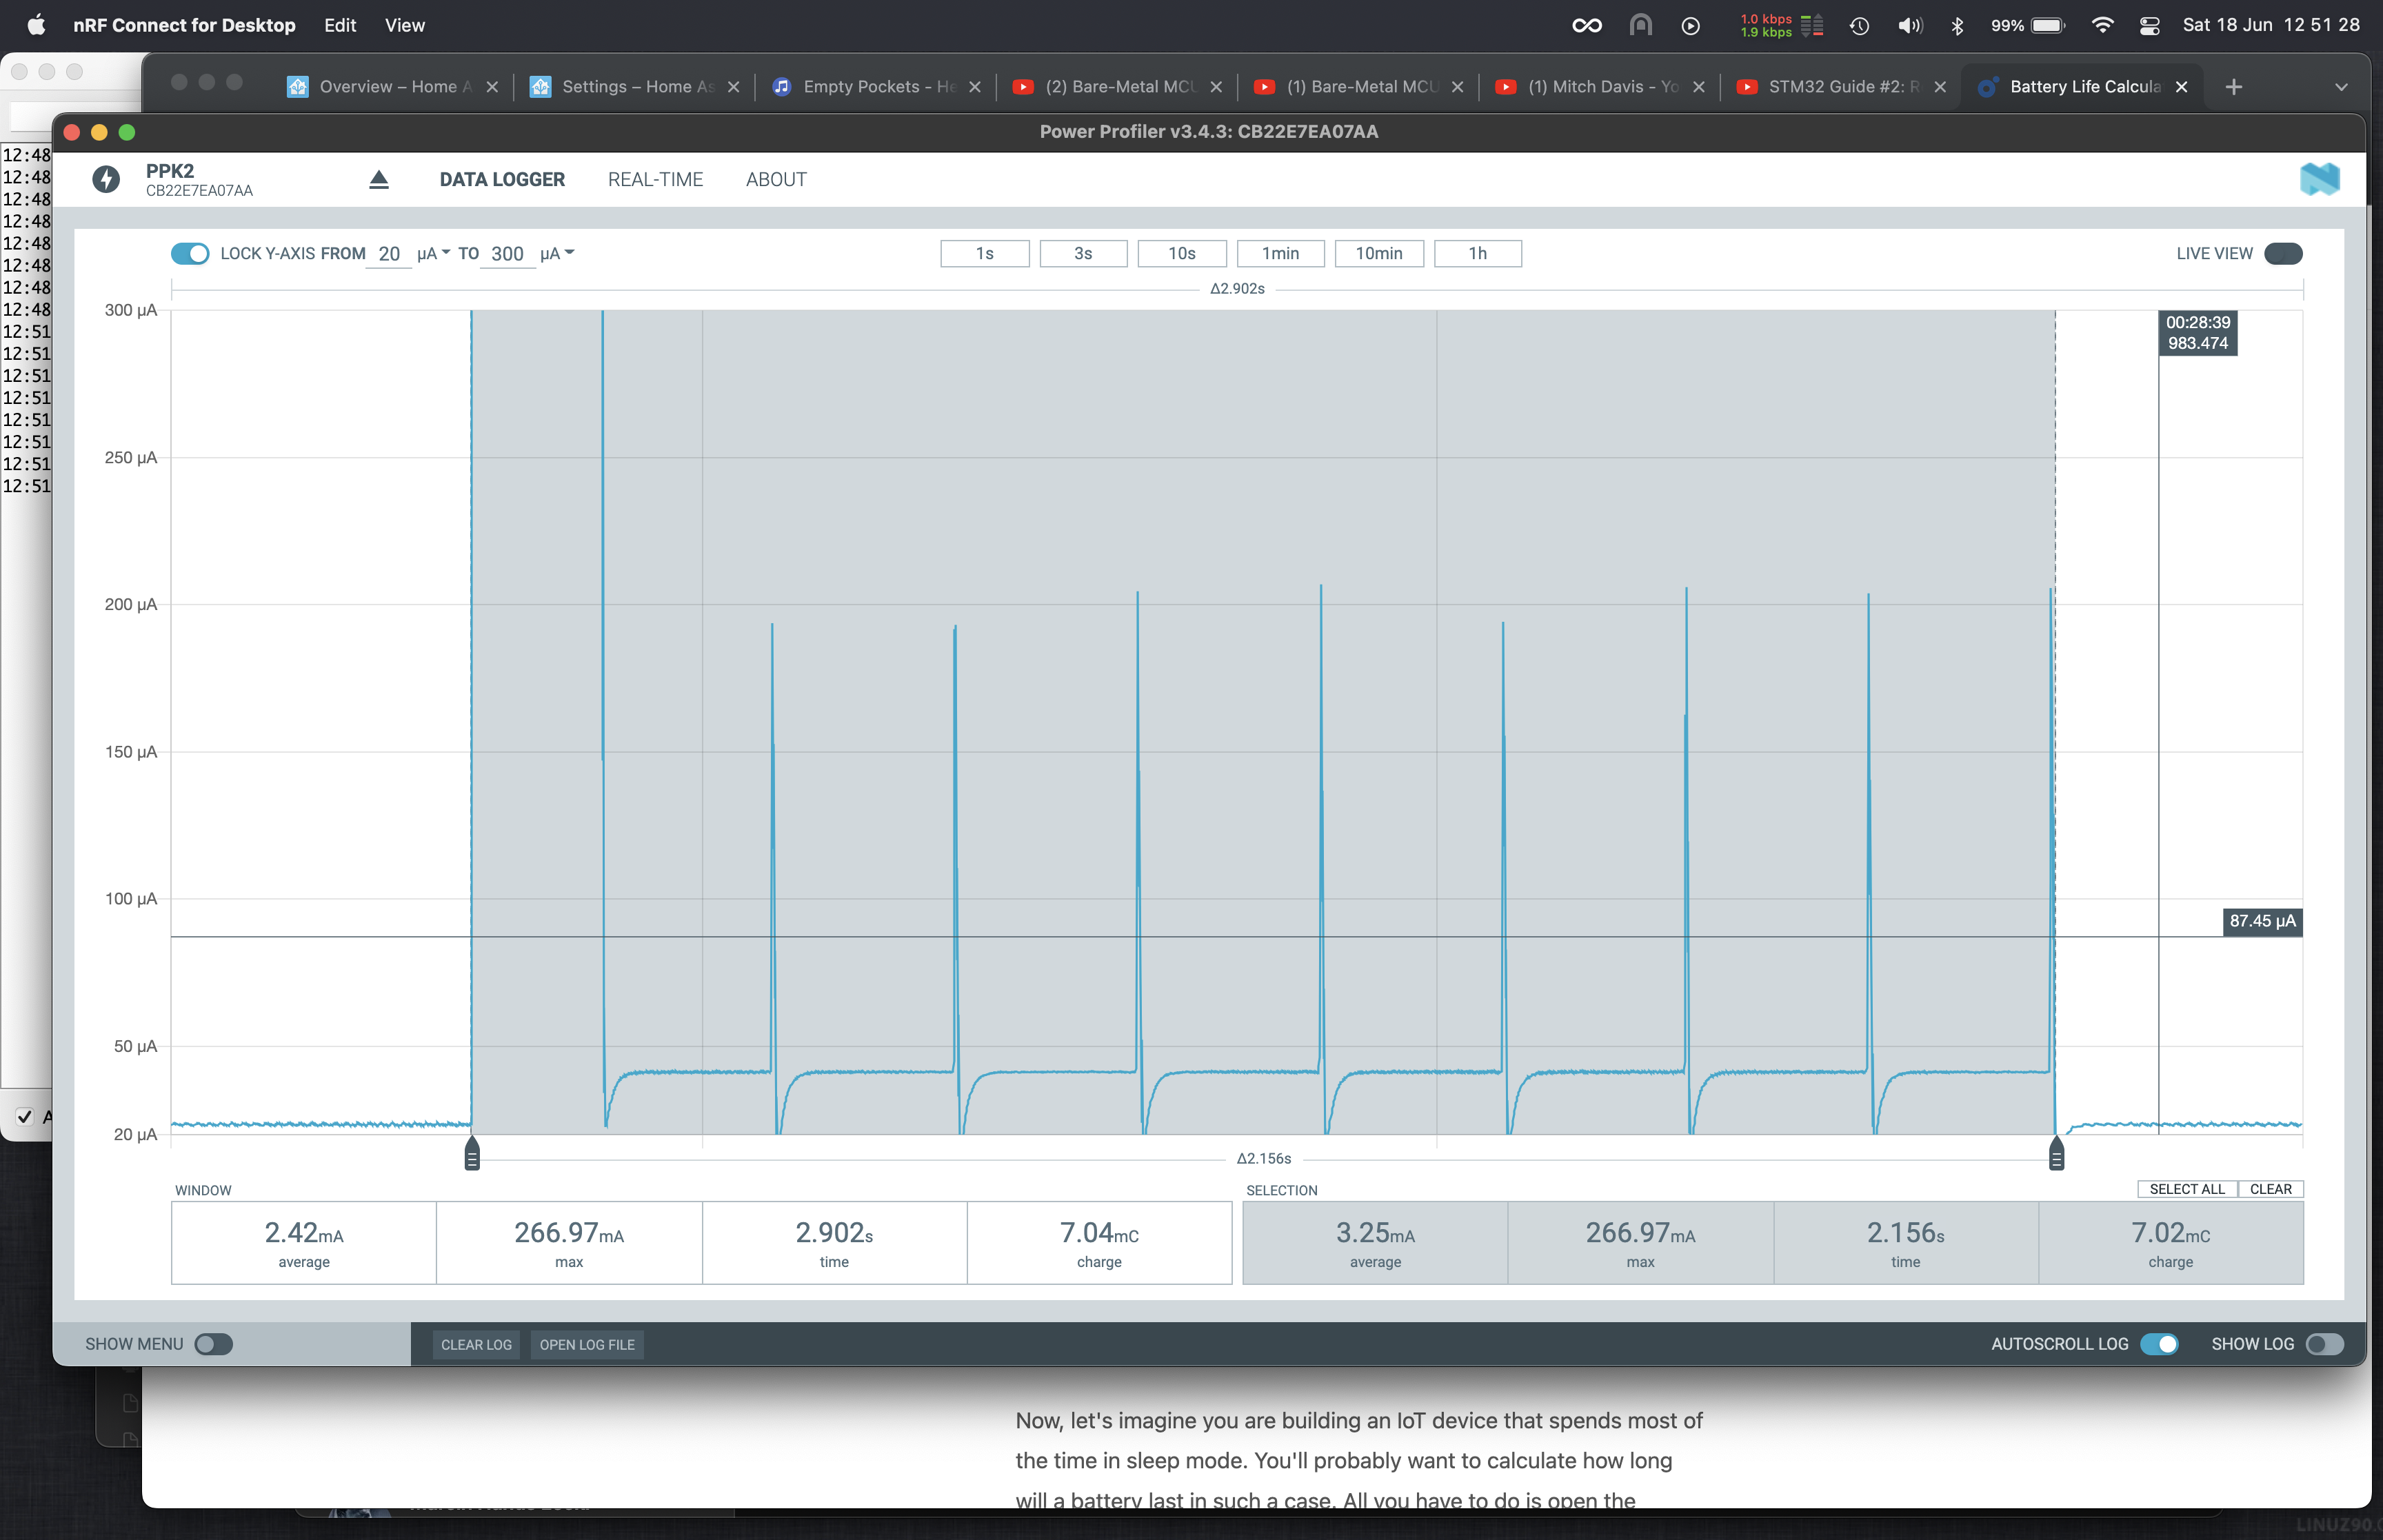 nRF Connect for Desktop Edit View 1.0 kbps 99% Sat 18 Jun 12 51 28
1.9 kbps
Overview – Home A Settings – Home As Empty Pockets - He (2) Bare-Metal MCU (1) Bare-Metal MCU (1) Mitch Davis - Yo STM32 Guide #2: R Battery Life Calcula
Power Profiler v3.4.3: CB22E7EA07AA
12:48
12:48
12:48
12:48
12:48
12:48
12:48
12:48
12:51
12:51
12:51
12:51
12:51
12:51
12:51
12:51
A
PPK2
CB22E7EA07AA
DATA LOGGER REAL-TIME ABOUT
LOCK Y-AXIS FROM 20 µA TO 300 µA 1s 3s 10s 1min 10min 1h LIVE VIEW
Δ2.902s
300 µA
250 µA
200 µA
150 µA
100 µA
50 µA
20 µA
00:28:39
983.474
87.45 µA
Δ2.156s
WINDOW
2.42mA 266.97mA 2.902s 7.04mC
average max time charge
SELECTION SELECT ALL CLEAR
3.25mA 266.97mA 2.156s 7.02mC
average max time charge
SHOW MENU CLEAR LOG OPEN LOG FILE AUTOSCROLL LOG SHOW LOG
Now, let's imagine you are building an IoT device that spends most of
the time in sleep mode. You'll probably want to calculate how long
will a battery last in such a case. All you have to do is open the